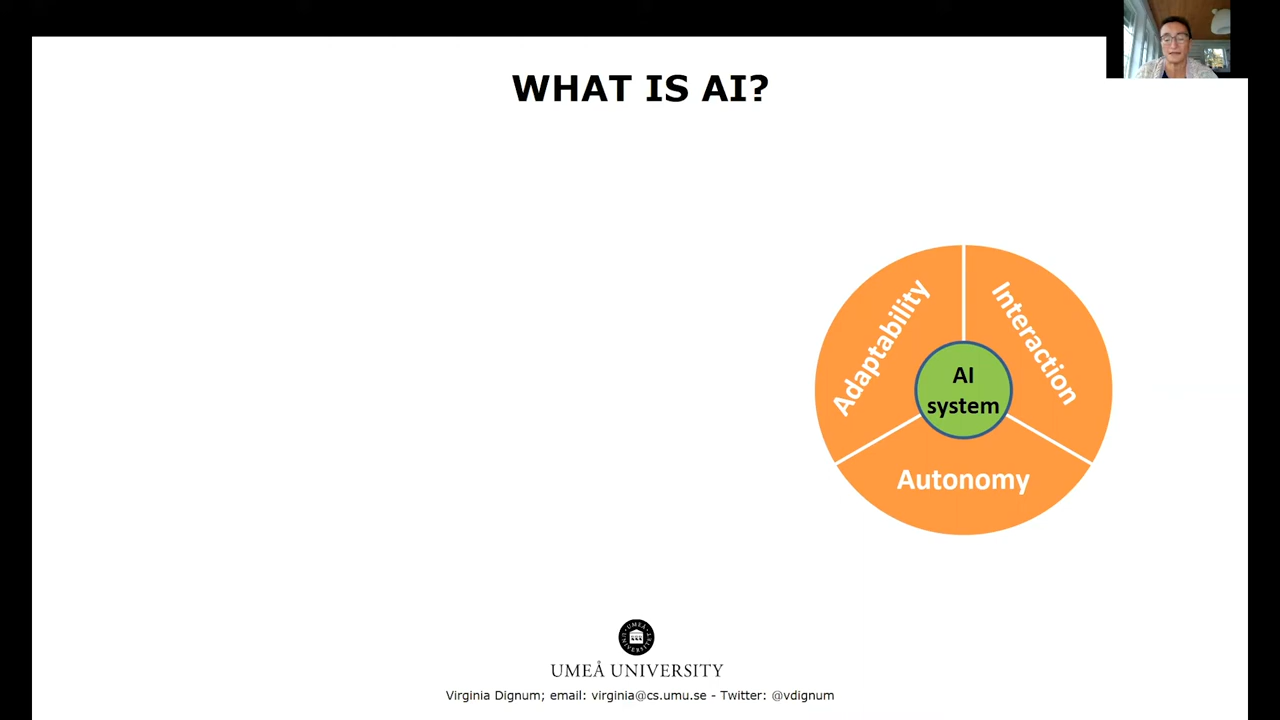 WHAT IS AI?
Adaptability
Interaction
AI
system
Autonomy
UMEÅ UNIVERSITY
Virginia Dignum; email: virginia@cs.umu.se - Twitter: @vdignum